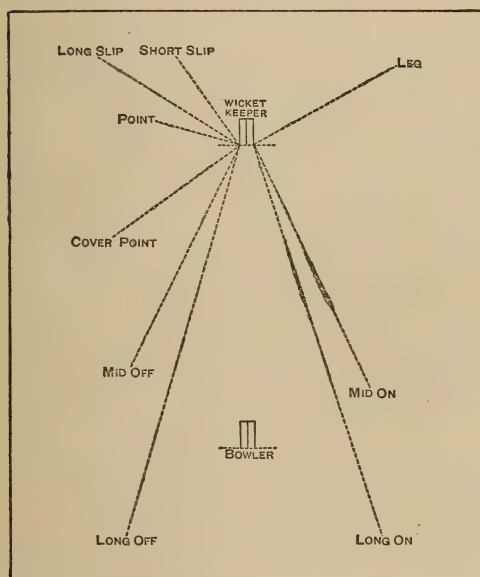 LONG SLIP SHORT SLIP
LEG
WICKET
KEEPER
POINT
COVER POINT
MID OFF
MID ON
BOWLER
LONG OFF
LONG ON